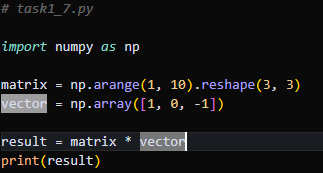 # task1_7.py
import numpy as np
matrix = np.arange(1, 10).reshape(3, 3)
vector = np.array([1, 0, -1])
result = matrix * vector
print(result)